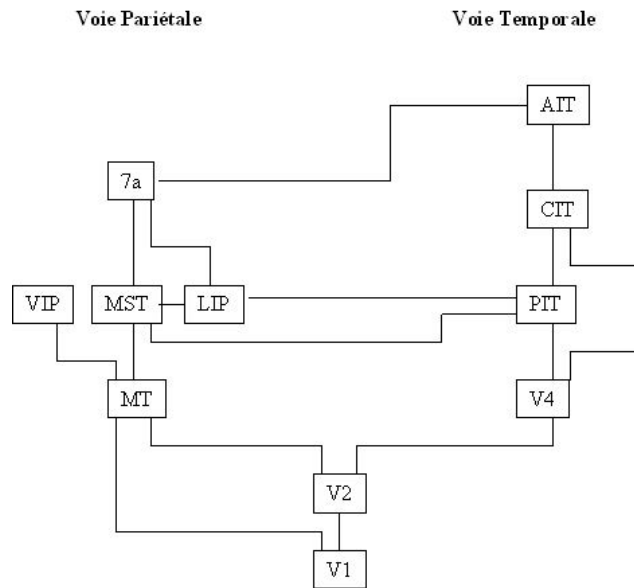 Voie Pariétale Voie Temporale
AIT
7a
CIT
VIP MST LIP PIT
MT V4
V2
V1